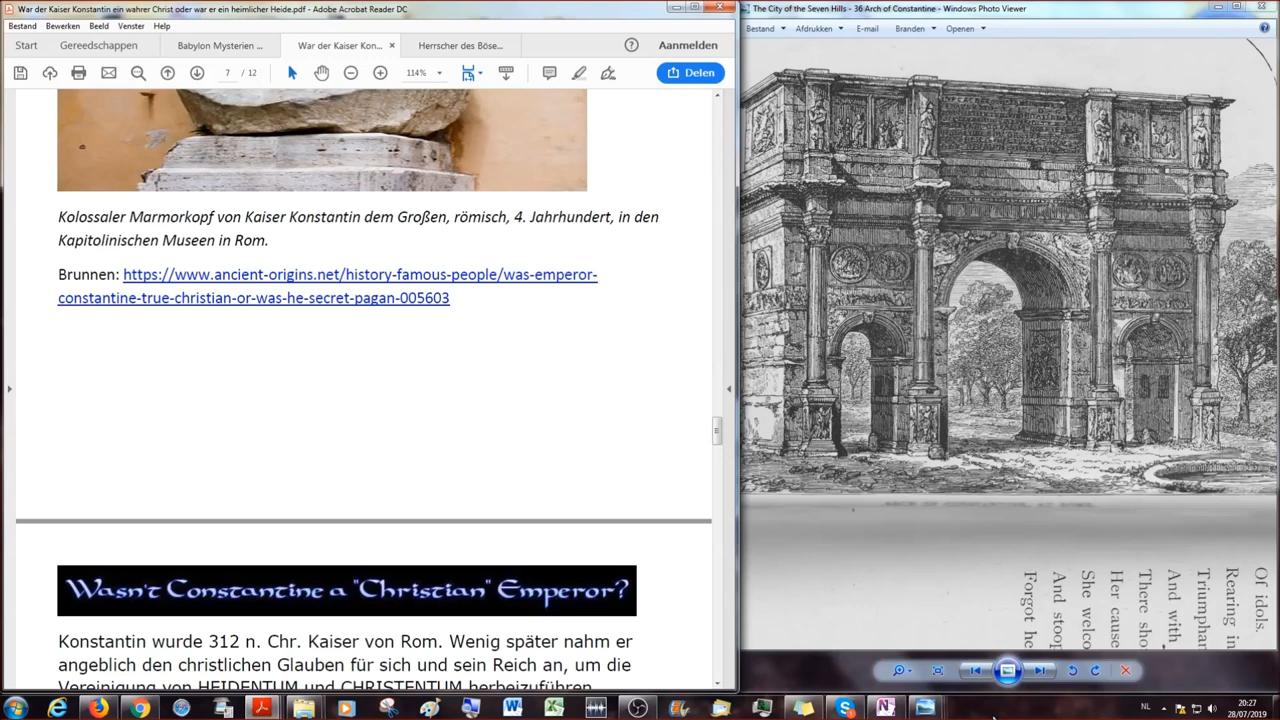 War der Kaiser Konstantin ein wahrer Christ oder war er ein heimlicher Heide.pdf - Adobe Acrobat Reader DC
Bestand Bewerken Beeld Venster Help
Start Gereedschappen Babylon Mysterien ... War der Kaiser Kon... × Herrscher des Böse... Aanmelden
7 / 12 114% Delen
Kolossaler Marmorkopf von Kaiser Konstantin dem Großen, römisch, 4. Jahrhundert, in den
Kapitolinischen Museen in Rom.
Brunnen: https://www.ancient-origins.net/history-famous-people/was-emperor-
constantine-true-christian-or-was-he-secret-pagan-005603
Wasn't Constantine a "Christian" Emperor?
Konstantin wurde 312 n. Chr. Kaiser von Rom. Wenig später nahm er
angeblich den christlichen Glauben für sich und sein Reich an, um die
Vereinigung von HEIDENTUM und CHRISTENTUM herbeizuführen
The City of the Seven Hills - 36 Arch of Constantine - Windows Photo Viewer
Bestand Afdrukken E-mail Branden Openen
Of idols.
Rearing in
Triumphar
And with
There sho
Her cause
She welco
And stoop
Forgot he
NL
20:27
28/07/2019